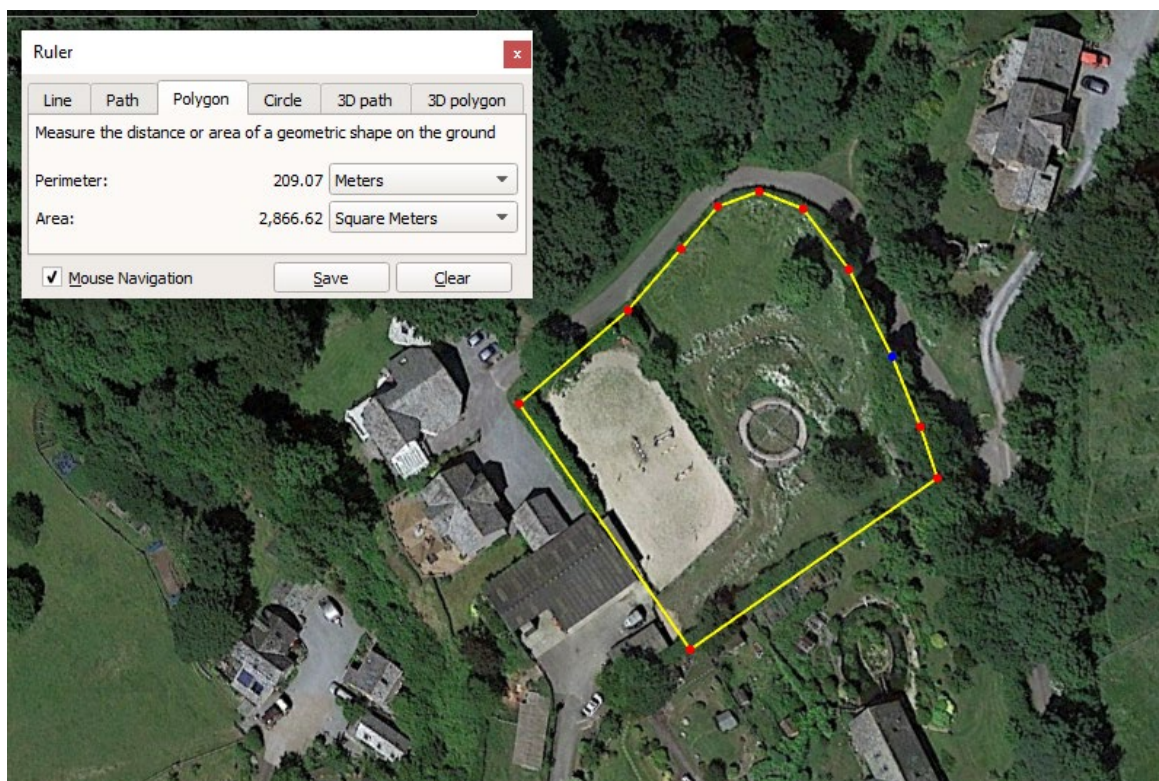 Ruler
x
Line Path Polygon Circle 3D path 3D polygon
Measure the distance or area of a geometric shape on the ground
Perimeter: 209.07 Meters
Area: 2,866.62 Square Meters
Mouse Navigation Save Clear